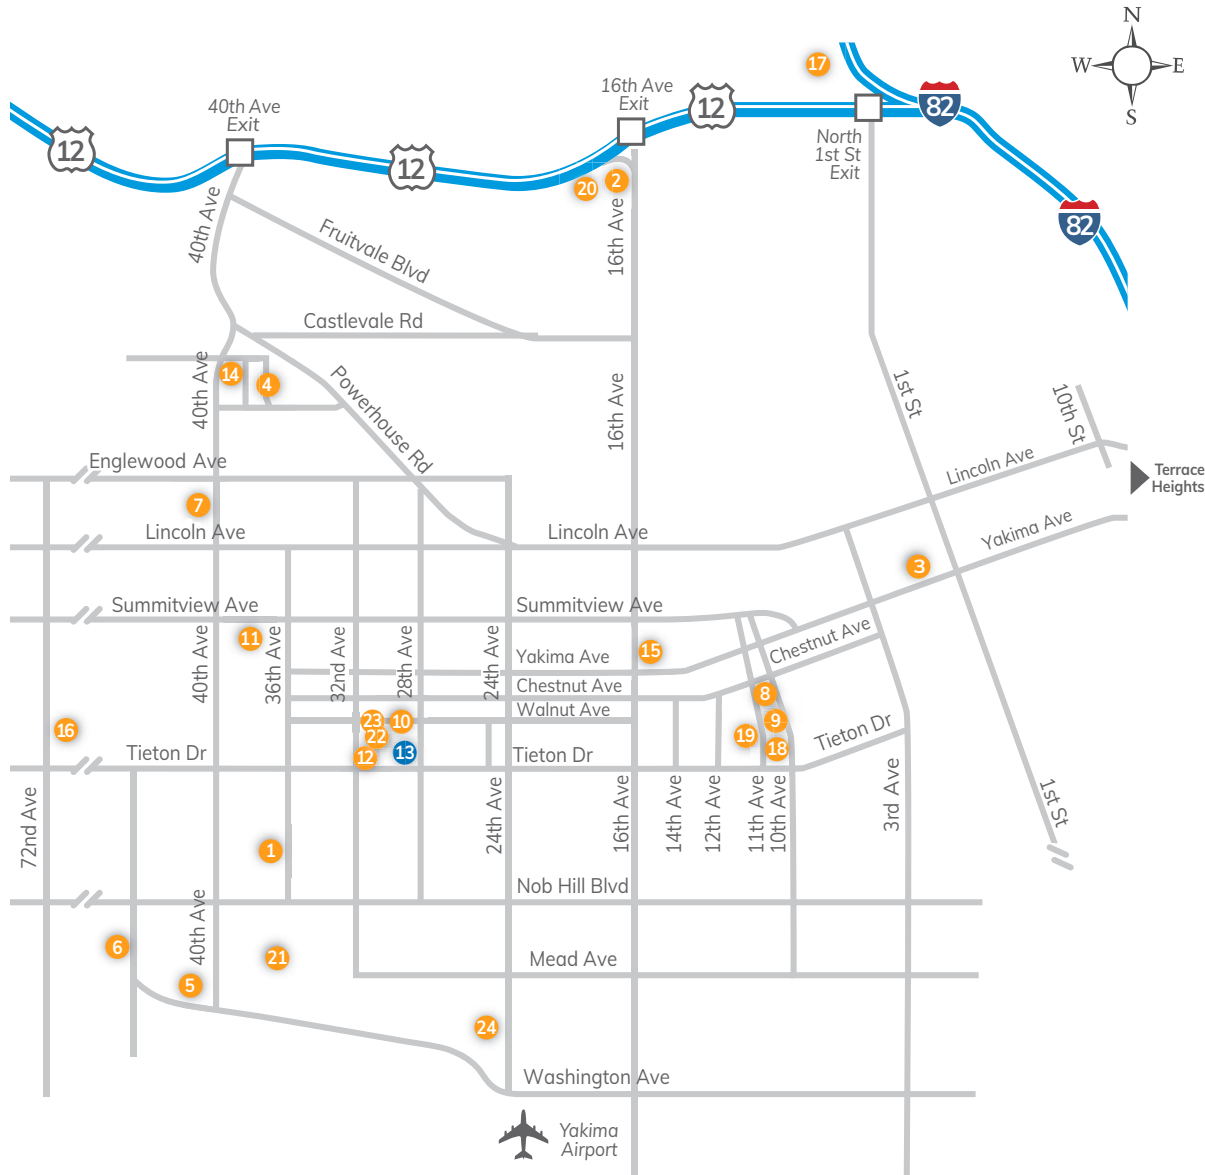 N
W
E
S
17
16th Ave
Exit
40th Ave
Exit
12
82
12
12
North
1st St
Exit
20
2
82
40th Ave
16th Ave
Fruitvale Blvd
Castlevale Rd
14
4
40th Ave
Powerhouse Rd
16th Ave
1st St
10th St
Englewood Ave
Lincoln Ave
Terrace
Heights
7
Lincoln Ave
Lincoln Ave
Yakima Ave
3
Summitview Ave
Summitview Ave
11
40th Ave
36th Ave
32nd Ave
28th Ave
24th Ave
Yakima Ave
15
Chestnut Ave
Chestnut Ave
8
Walnut Ave
16
23
10
9
22
19
12
13
18
Tieton Dr
Tieton Dr
Tieton Dr
72nd Ave
24th Ave
16th Ave
14th Ave
12th Ave
11th Ave
10th Ave
3rd Ave
1st St
1
Nob Hill Blvd
6
40th Ave
21
Mead Ave
5
24
Washington Ave
Yakima
Airport